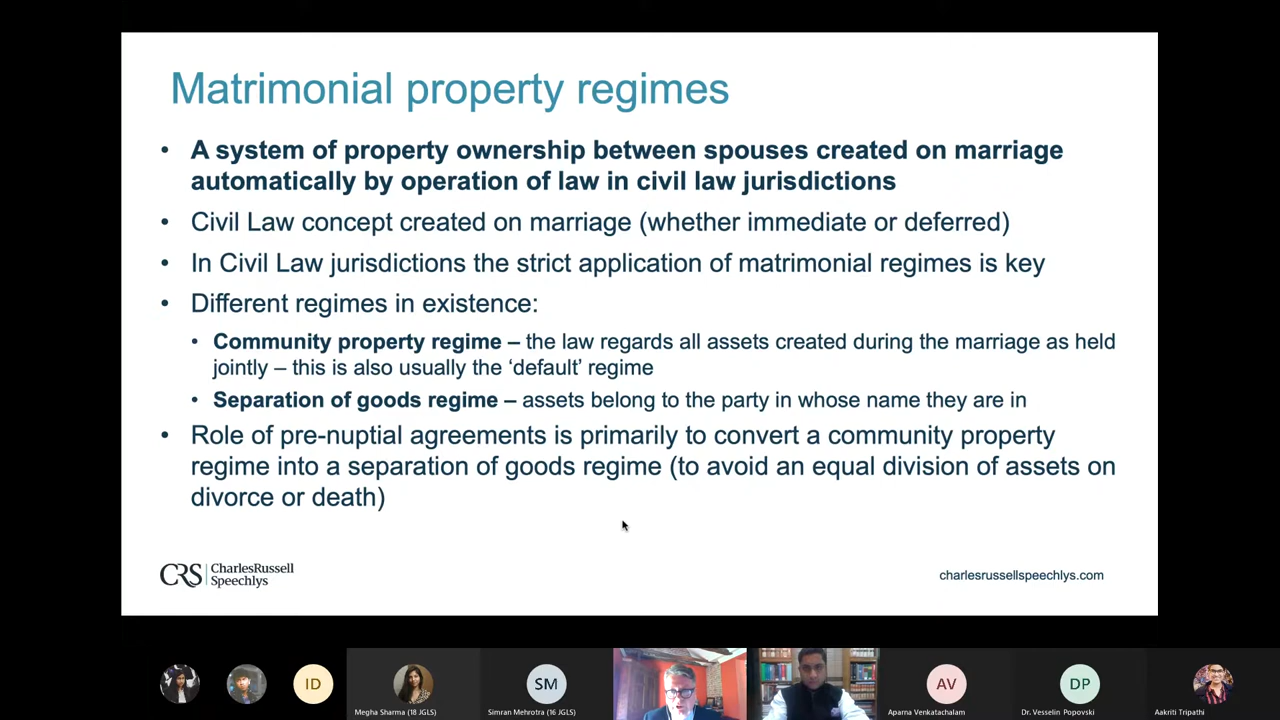 Matrimonial property regimes
• A system of property ownership between spouses created on marriage
automatically by operation of law in civil law jurisdictions
• Civil Law concept created on marriage (whether immediate or deferred)
• In Civil Law jurisdictions the strict application of matrimonial regimes is key
• Different regimes in existence:
• Community property regime – the law regards all assets created during the marriage as held
jointly – this is also usually the ‘default’ regime
• Separation of goods regime – assets belong to the party in whose name they are in
• Role of pre-nuptial agreements is primarily to convert a community property
regime into a separation of goods regime (to avoid an equal division of assets on
divorce or death)
CRS CharlesRussell
Speechlys
charlesrussellspeechlys.com
ID
SM
AV
DP
Megha Sharma (18 JGLS)
Simran Mehrotra (16 JGLS)
Aparna Venkatachalam
Dr. Vesselin Popovski
Aakriti Tripathi